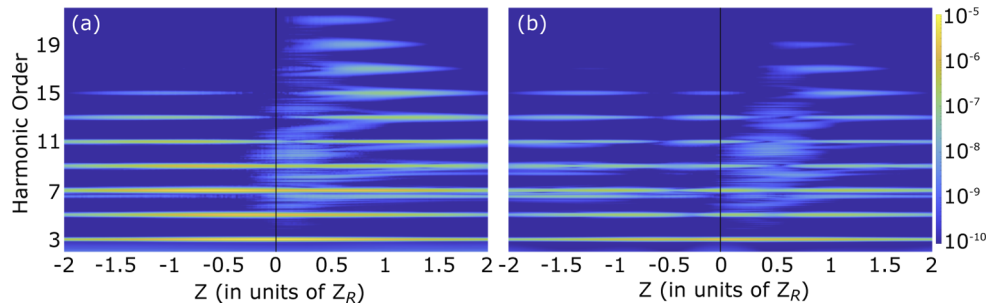 (a)
(b)
Harmonic Order
19
15
11
7
3
-2 -1.5 -1 -0.5 0 0.5 1 1.5 2
Z (in units of Z_R)
-2 -1.5 -1 -0.5 0 0.5 1 1.5 2
Z (in units of Z_R)
10^-5
10^-6
10^-7
10^-8
10^-9
10^-10